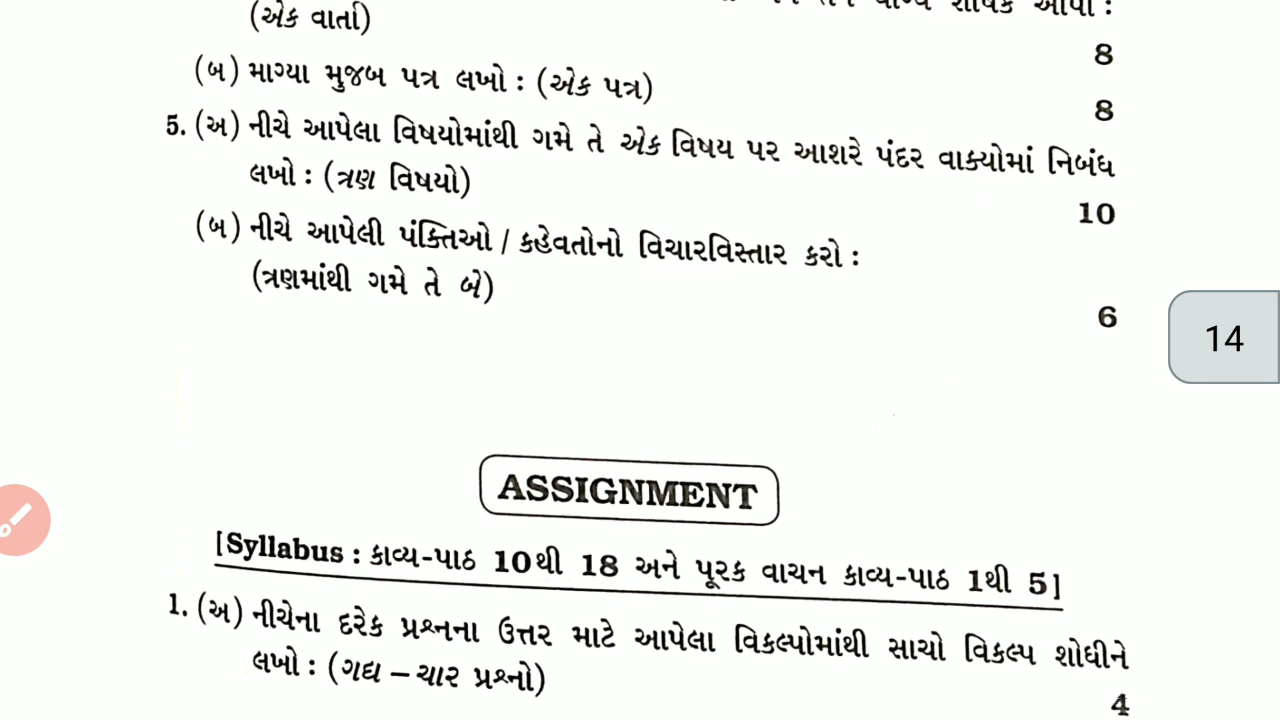 યોગ્ય શીર્ષક આપો :
(એક વાર્તા)
8
(બ) માગ્યા મુજબ પત્ર લખો : (એક પત્ર)
8
5. (અ) નીચે આપેલા વિષયોમાંથી ગમે તે એક વિષય પર આશરે પંદર વાક્યોમાં નિબંધ
લખો : (ત્રણ વિષયો)
10
(બ) નીચે આપેલી પંક્તિઓ / કહેવતોનો વિચારવિસ્તાર કરો :
(ત્રણમાંથી ગમે તે બે)
6
14
ASSIGNMENT
[Syllabus : કાવ્ય-પાઠ 10થી 18 અને પૂરક વાચન કાવ્ય-પાઠ 1થી 5]
1. (અ) નીચેના દરેક પ્રશ્નના ઉત્તર માટે આપેલા વિકલ્પોમાંથી સાચો વિકલ્પ શોધીને
લખો : (ગદ્ય – ચાર પ્રશ્નો)
4